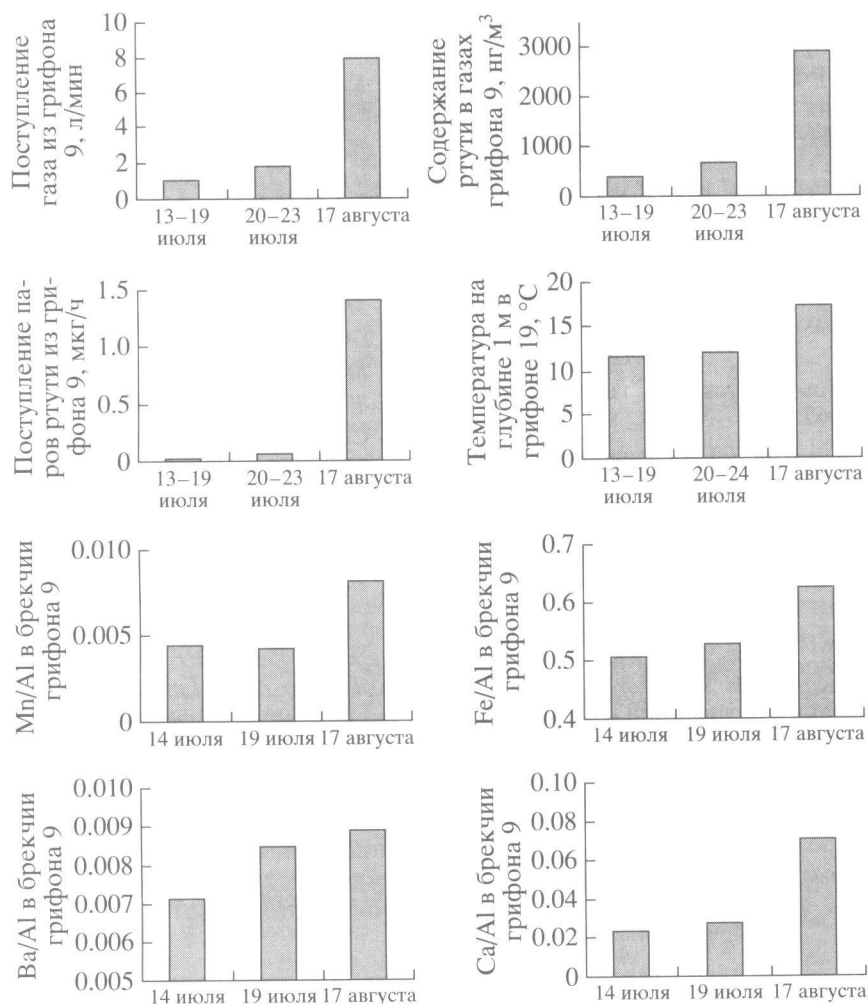 Поступление
газа из грифона
9, л/мин
10
8
6
4
2
0
13–19
июля
20–23
июля
17 августа
Содержание
ртути в газах
грифона 9, нг/м³
3000
2000
1000
0
13–19
июля
20–23
июля
17 августа
Поступление па-
ров ртути из гри-
фона 9, мкг/ч
1.5
1.0
0.5
0
13–19
июля
20–23
июля
17 августа
Температура на
глубине 1 м в
грифоне 19, °C
20
15
10
5
0
13–19
июля
20–24
июля
17 августа
Mn/Al в брекчии
грифона 9
0.010
0.005
0
14 июля
19 июля
17 августа
Fe/Al в брекчии
грифона 9
0.7
0.6
0.5
0.4
14 июля
19 июля
17 августа
Ba/Al в брекчии
грифона 9
0.010
0.009
0.008
0.007
0.006
0.005
14 июля
19 июля
17 августа
Ca/Al в брекчии
грифона 9
0.10
0.08
0.06
0.04
0.02
0
14 июля
19 июля
17 августа